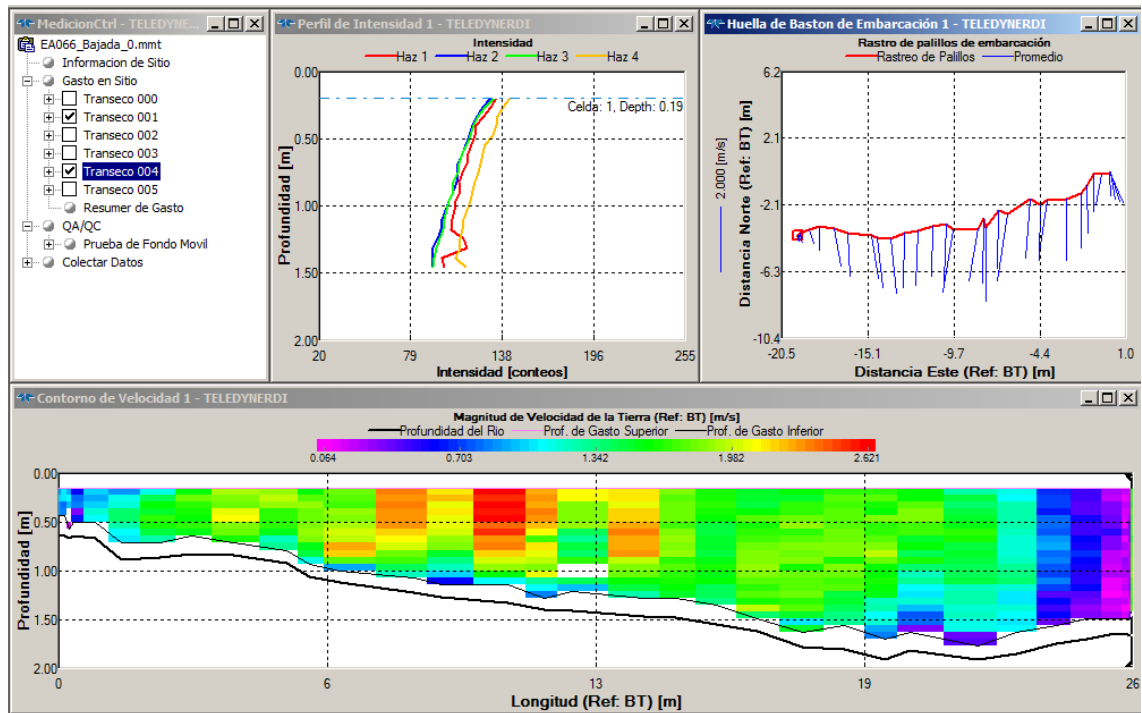 MedicionCtrl - TELEDYNE...
EA066_Bajada_0.mmt
Informacion de Sitio
Gasto en Sitio
Transeco 000
Transeco 001
Transeco 002
Transeco 003
Transeco 004
Transeco 005
Resumer de Gasto
QA/QC
Prueba de Fondo Movil
Colectar Datos
Perfil de Intensidad 1 - TELEDYNERDI
Intensidad
Haz 1 Haz 2 Haz 3 Haz 4
Celda: 1, Depth: 0.19
Profundidad [m]
0.00
0.50
1.00
1.50
2.00
20 79 138 196 255
Intensidad [conteos]
Huella de Baston de Embarcación 1 - TELEDYNERDI
Rastro de palillos de embarcación
Rastreo de Palillos Promedio
2.000 [m/s]
Distancia Norte (Ref: BT) [m]
6.2
2.1
-2.1
-6.3
-10.4
-20.5 -15.1 -9.7 -4.4 1.0
Distancia Este (Ref: BT) [m]
Contorno de Velocidad 1 - TELEDYNERDI
Magnitud de Velocidad de la Tierra (Ref: BT) [m/s]
Profundidad del Rio Prof. de Gasto Superior Prof. de Gasto Inferior
0.064 0.703 1.342 1.982 2.621
Profundidad [m]
0.00
0.50
1.00
1.50
2.00
0 6 13 19 26
Longitud (Ref: BT) [m]